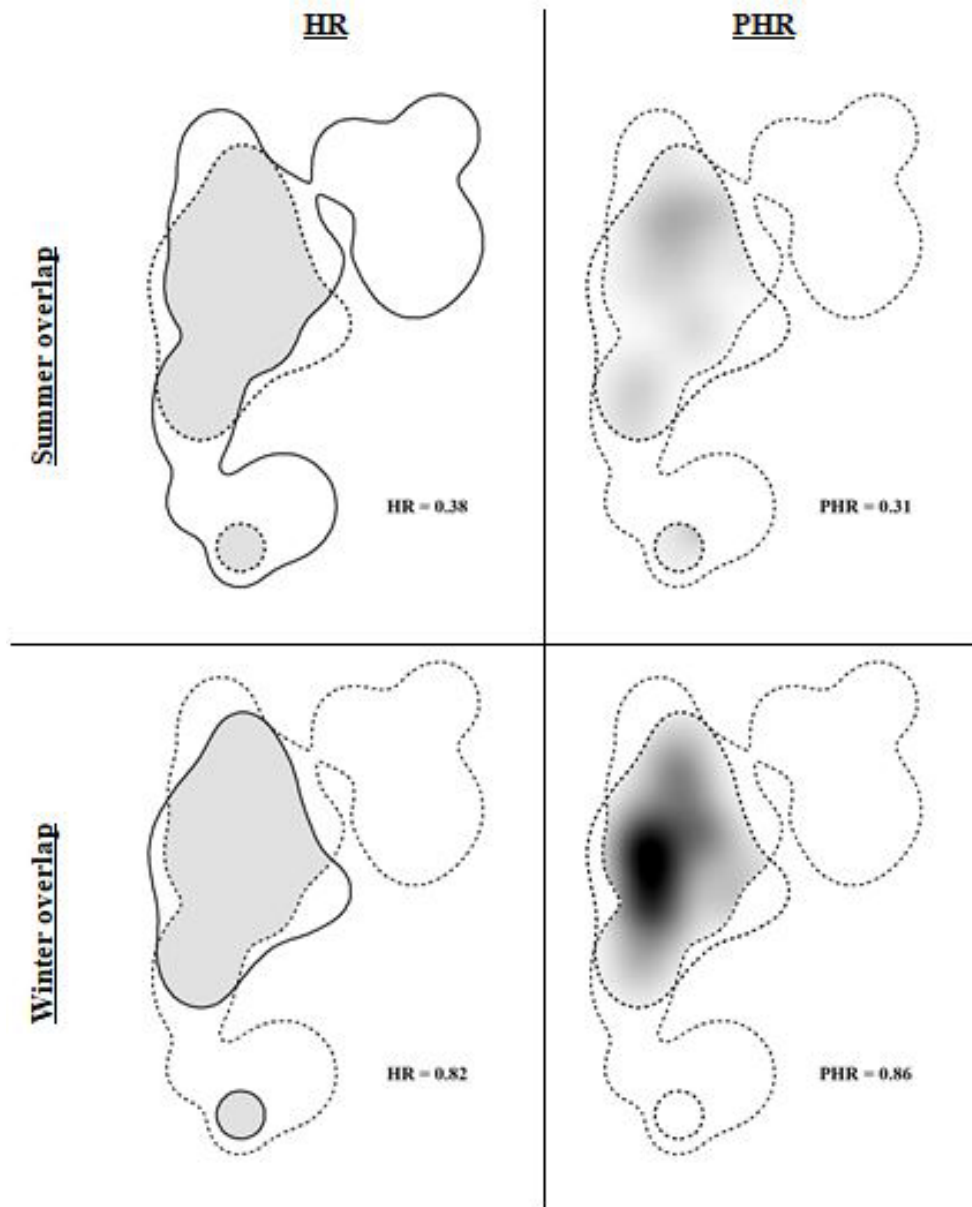 HR
PHR
Summer overlap
HR = 0.38
PHR = 0.31
Winter overlap
HR = 0.82
PHR = 0.86